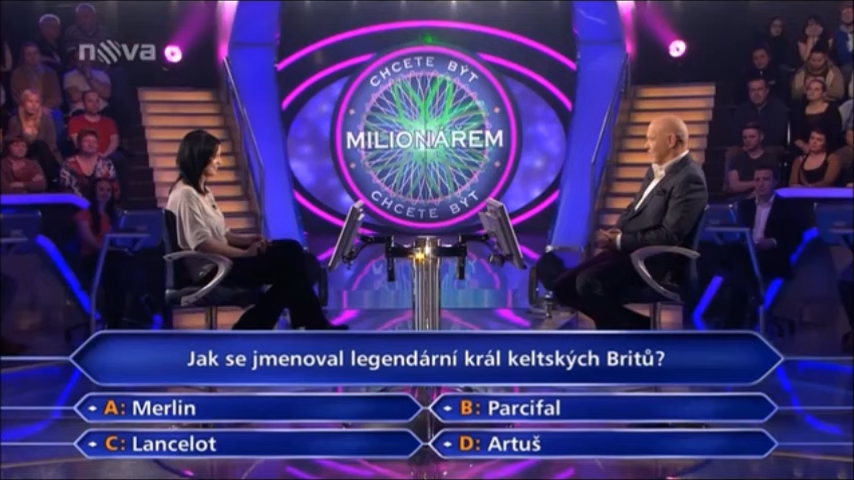 nova
CHCETE BÝT
MILIONÁŘEM
CHCETE BÝT
Jak se jmenoval legendární král keltských Britů?
A: Merlin
B: Parcifal
C: Lancelot
D: Artuš